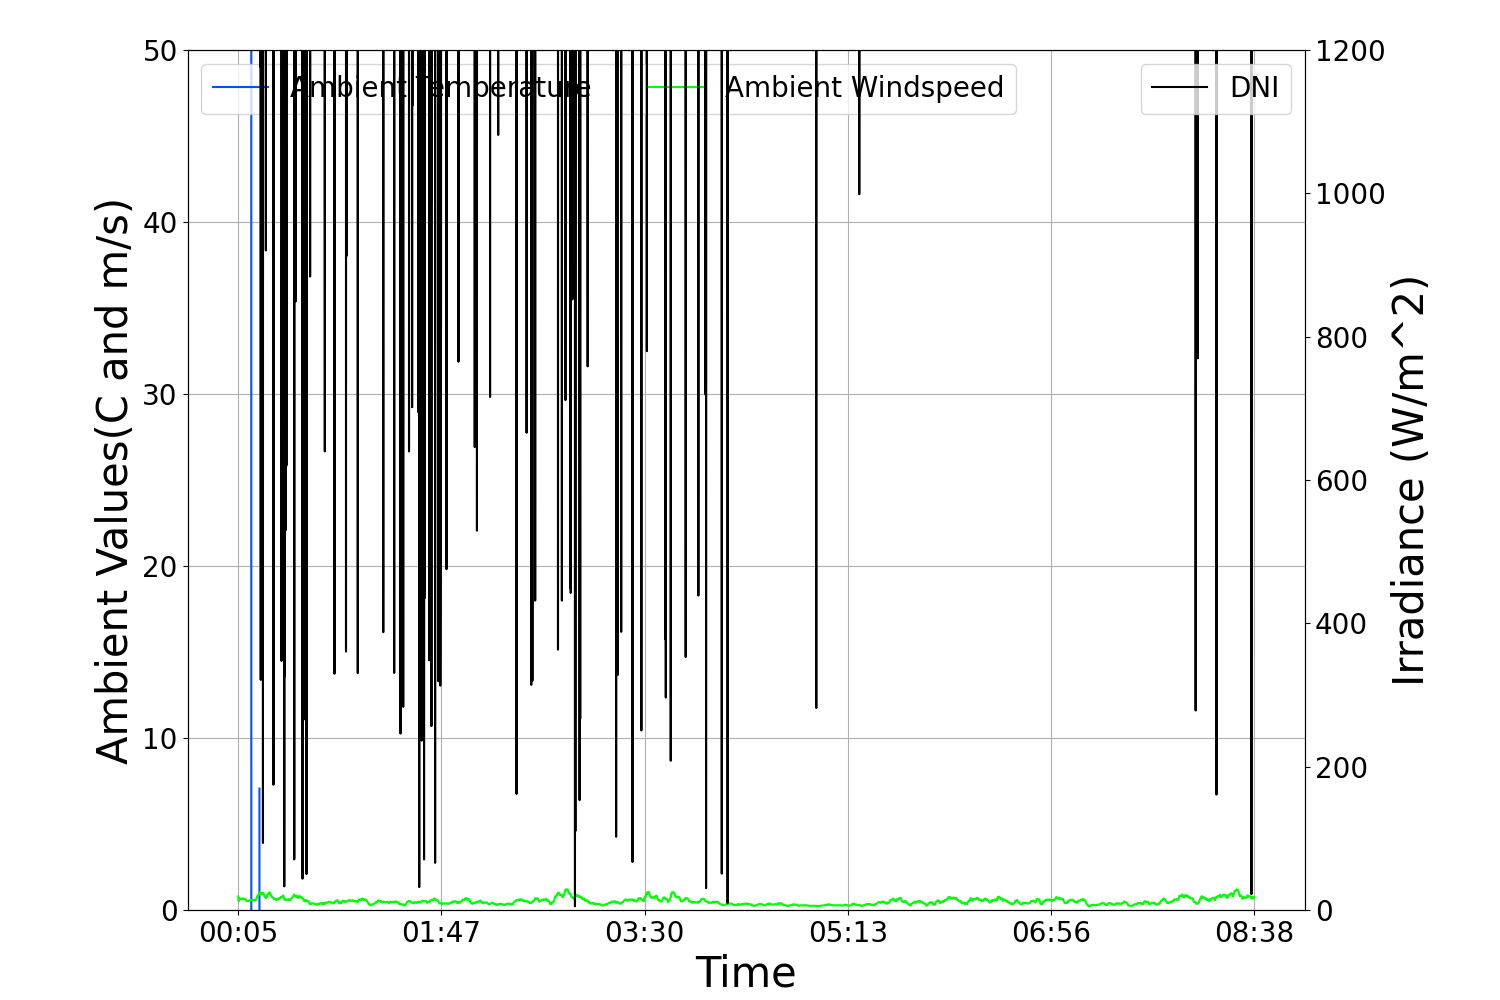 50 1200
Ambient Temperature Ambient Windspeed DNI
1000
40
800
30
600
20
400
10
200
0 0
Ambient Values(C and m/s)
Irradiance (W/m^2)
00:05 01:47 03:30 05:13 06:56 08:38
Time